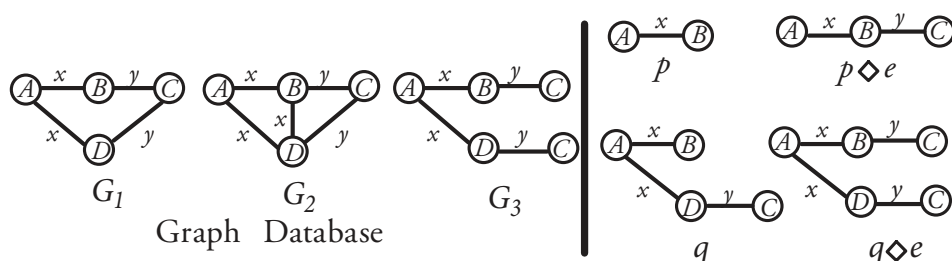 A x B y C
x D y
G1
A x B y C
x x D y
G2
A x B y C
x D y C
G3
Graph Database
A x B
p
A x B y C
p ◇ e
A x B
x D y C
q
A x B y C
x D y C
q ◇ e